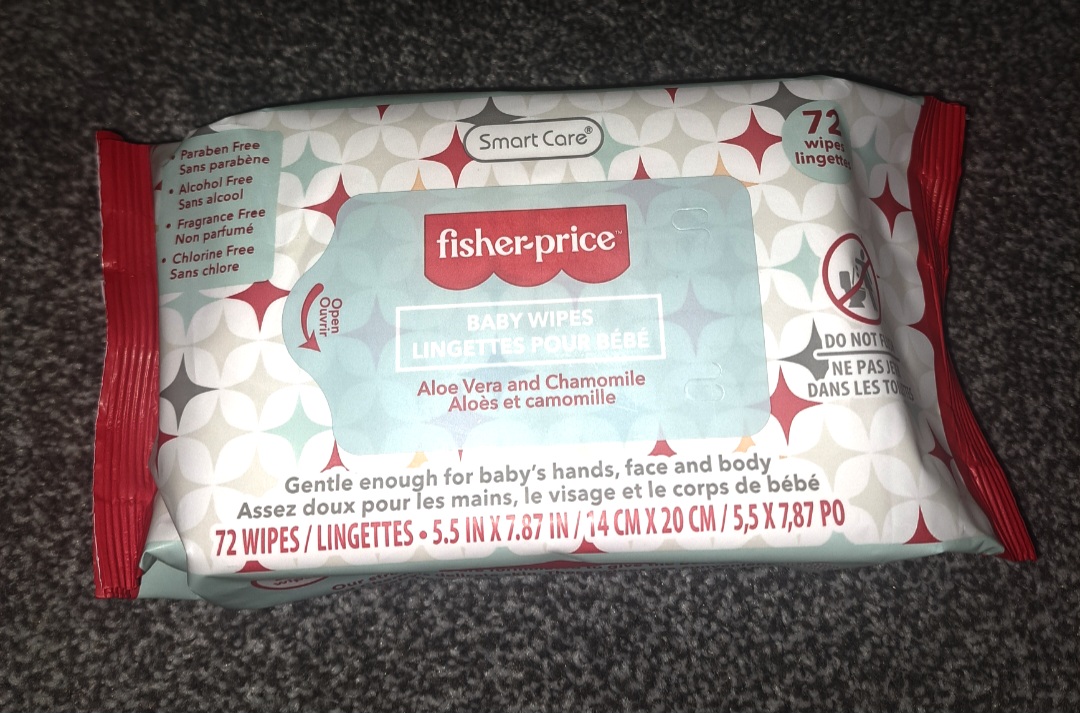 Smart Care®
72
wipes
lingettes
• Paraben Free
Sans parabène
• Alcohol Free
Sans alcool
• Fragrance Free
Non parfumé
• Chlorine Free
Sans chlore
fisher-price™
Open
Ouvrir
BABY WIPES
LINGETTES POUR BÉBÉ
Aloe Vera and Chamomile
Aloès et camomille
DO NOT
NE PAS
DANS LES
Gentle enough for baby's hands, face and body
Assez doux pour les mains, le visage et le corps de bébé
72 WIPES / LINGETTES • 5.5 IN X 7.87 IN / 14 CM X 20 CM / 5,5 X 7,87 PO